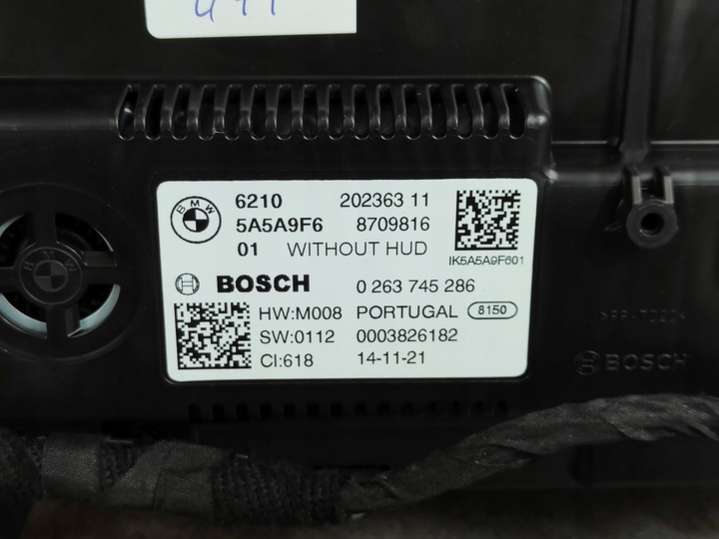 BMW
6210 202363 11
5A5A9F6 8709816
01 WITHOUT HUD
IK5A5A9F601
BOSCH 0 263 745 286
HW:M008 PORTUGAL 8150
SW:0112 0003826182
CI:618 14-11-21
BOSCH